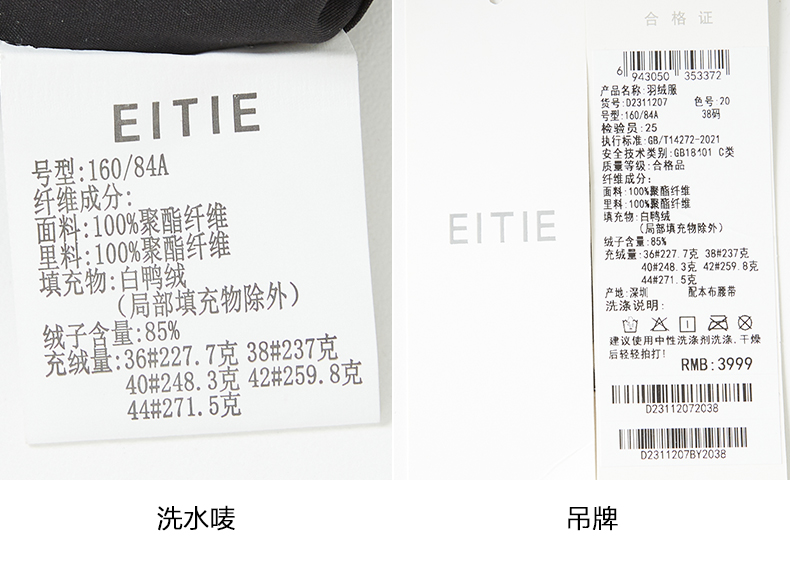 EITIE
号型:160/84A
纤维成分:
面料:100%聚酯纤维
里料:100%聚酯纤维
填充物:白鸭绒
(局部填充物除外)
绒子含量:85%
充绒量:36#227.7克 38#237克
40#248.3克 42#259.8克
44#271.5克
洗水唛
EITIE
合格证
6 943050 353372
产品名称:羽绒服
货号:D2311207 色号:20
号型:160/84A 38码
检验员:25
执行标准:GB/T14272-2021
安全技术类别:GB18401 C类
质量等级:合格品
纤维成分:
面料:100%聚酯纤维
里料:100%聚酯纤维
填充物:白鸭绒
(局部填充物除外)
绒子含量:85%
充绒量:36#227.7克 38#237克
40#248.3克 42#259.8克
44#271.5克
产地:深圳 配本布腰带
洗涤说明:
建议使用中性洗涤剂洗涤,干燥
后轻轻拍打!
RMB:3999
D23112072038
D2311207BY2038
吊牌